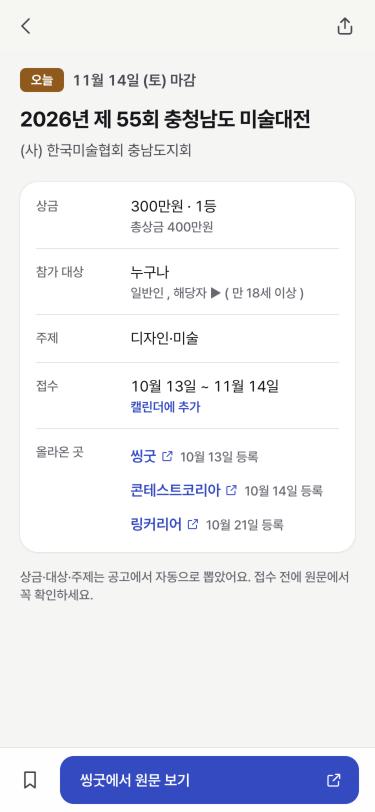 오늘 11월 14일 (토) 마감
2026년 제 55회 충청남도 미술대전
(사) 한국미술협회 충남도지회
상금 300만원 · 1등
총상금 400만원
참가 대상 누구나
일반인 , 해당자 ▶ ( 만 18세 이상 )
주제 디자인·미술
접수 10월 13일 ~ 11월 14일
캘린더에 추가
올라온 곳 씽굿 10월 13일 등록
콘테스트코리아 10월 14일 등록
링커리어 10월 21일 등록
상금·대상·주제는 공고에서 자동으로 뽑았어요. 접수 전에 원문에서
꼭 확인하세요.
씽굿에서 원문 보기